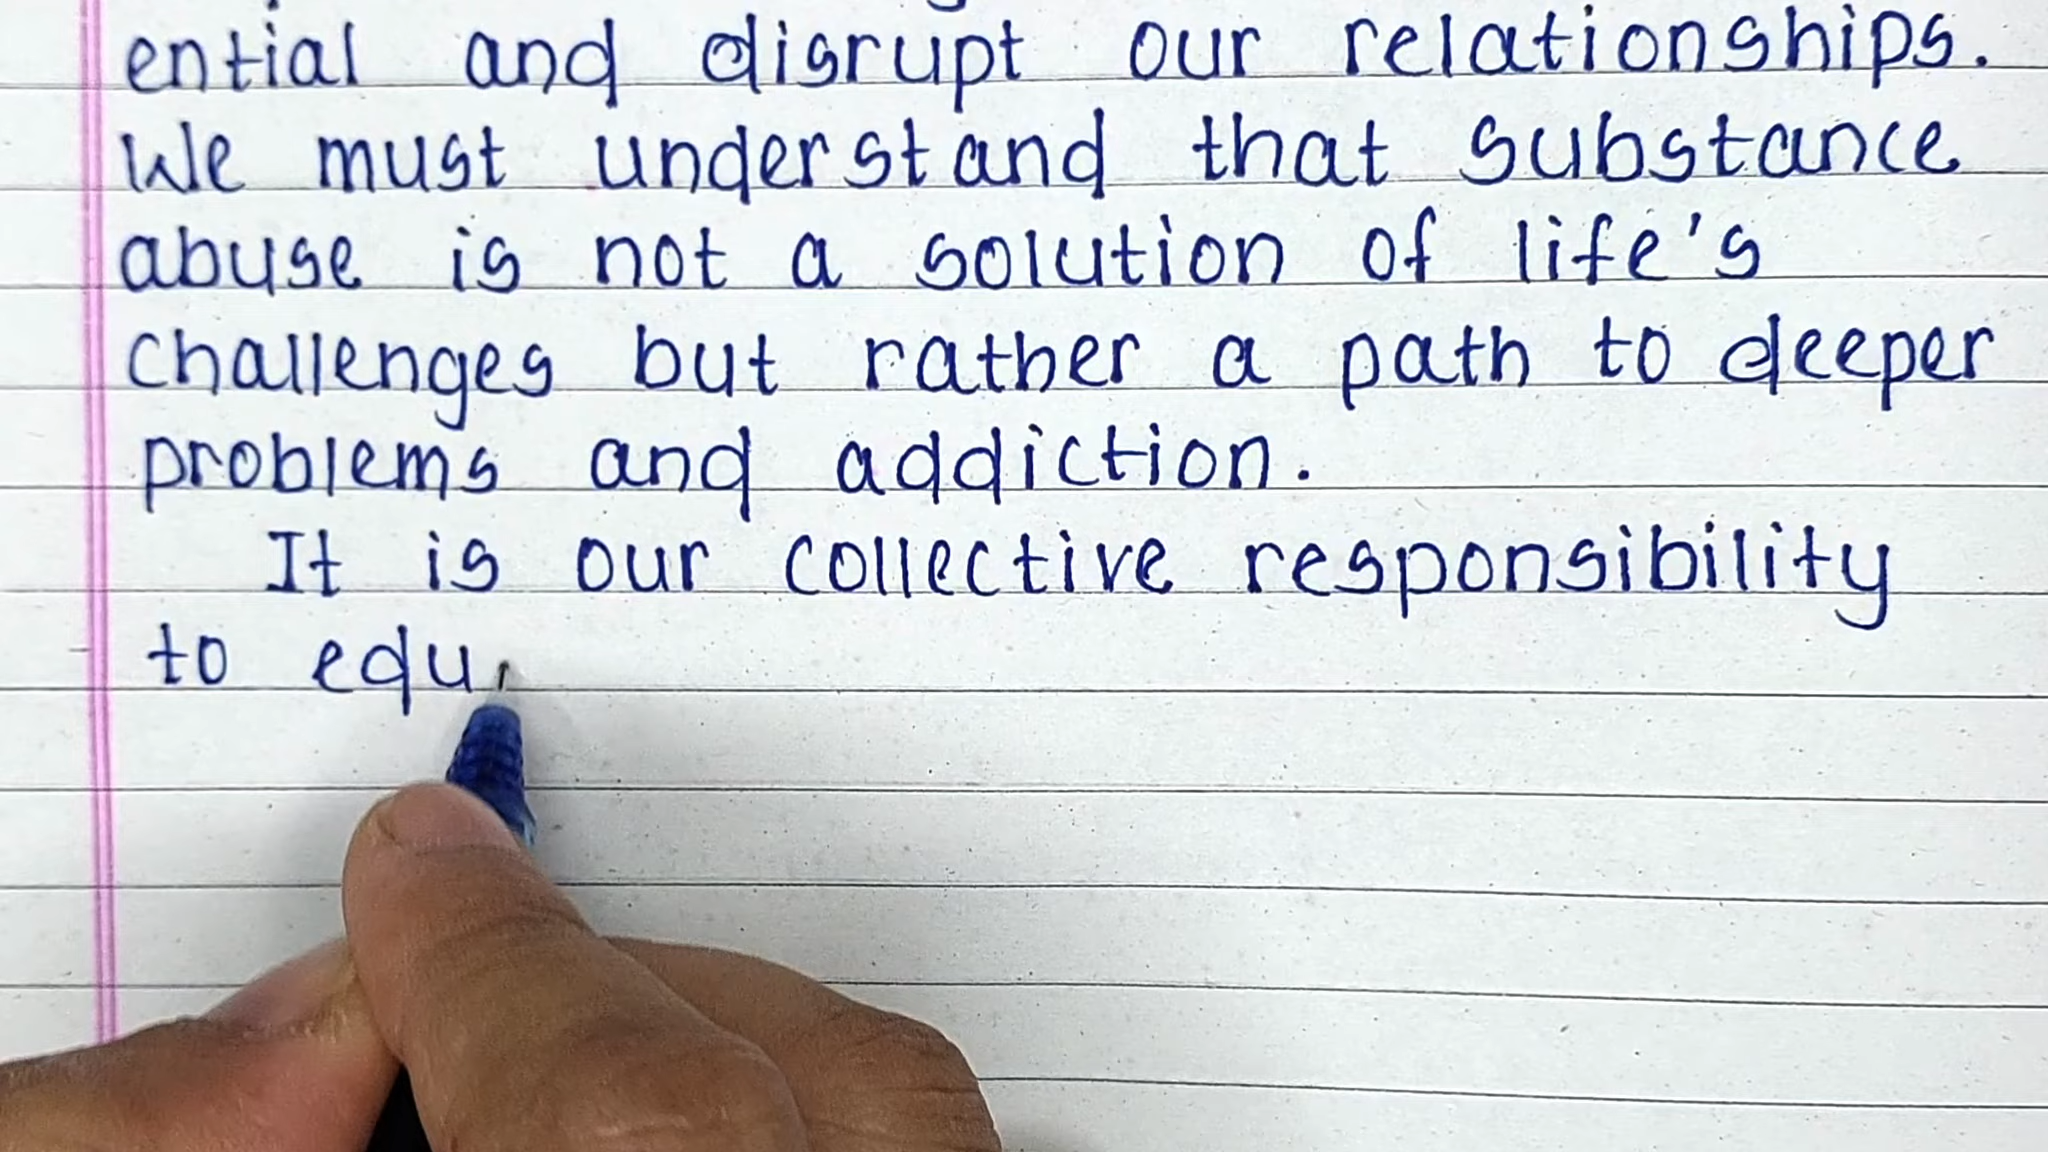 ential and disrupt our relationships.
We must understand that substance
abuse is not a solution of life's
challenges but rather a path to deeper
problems and addiction.
It is our collective responsibility
to equ